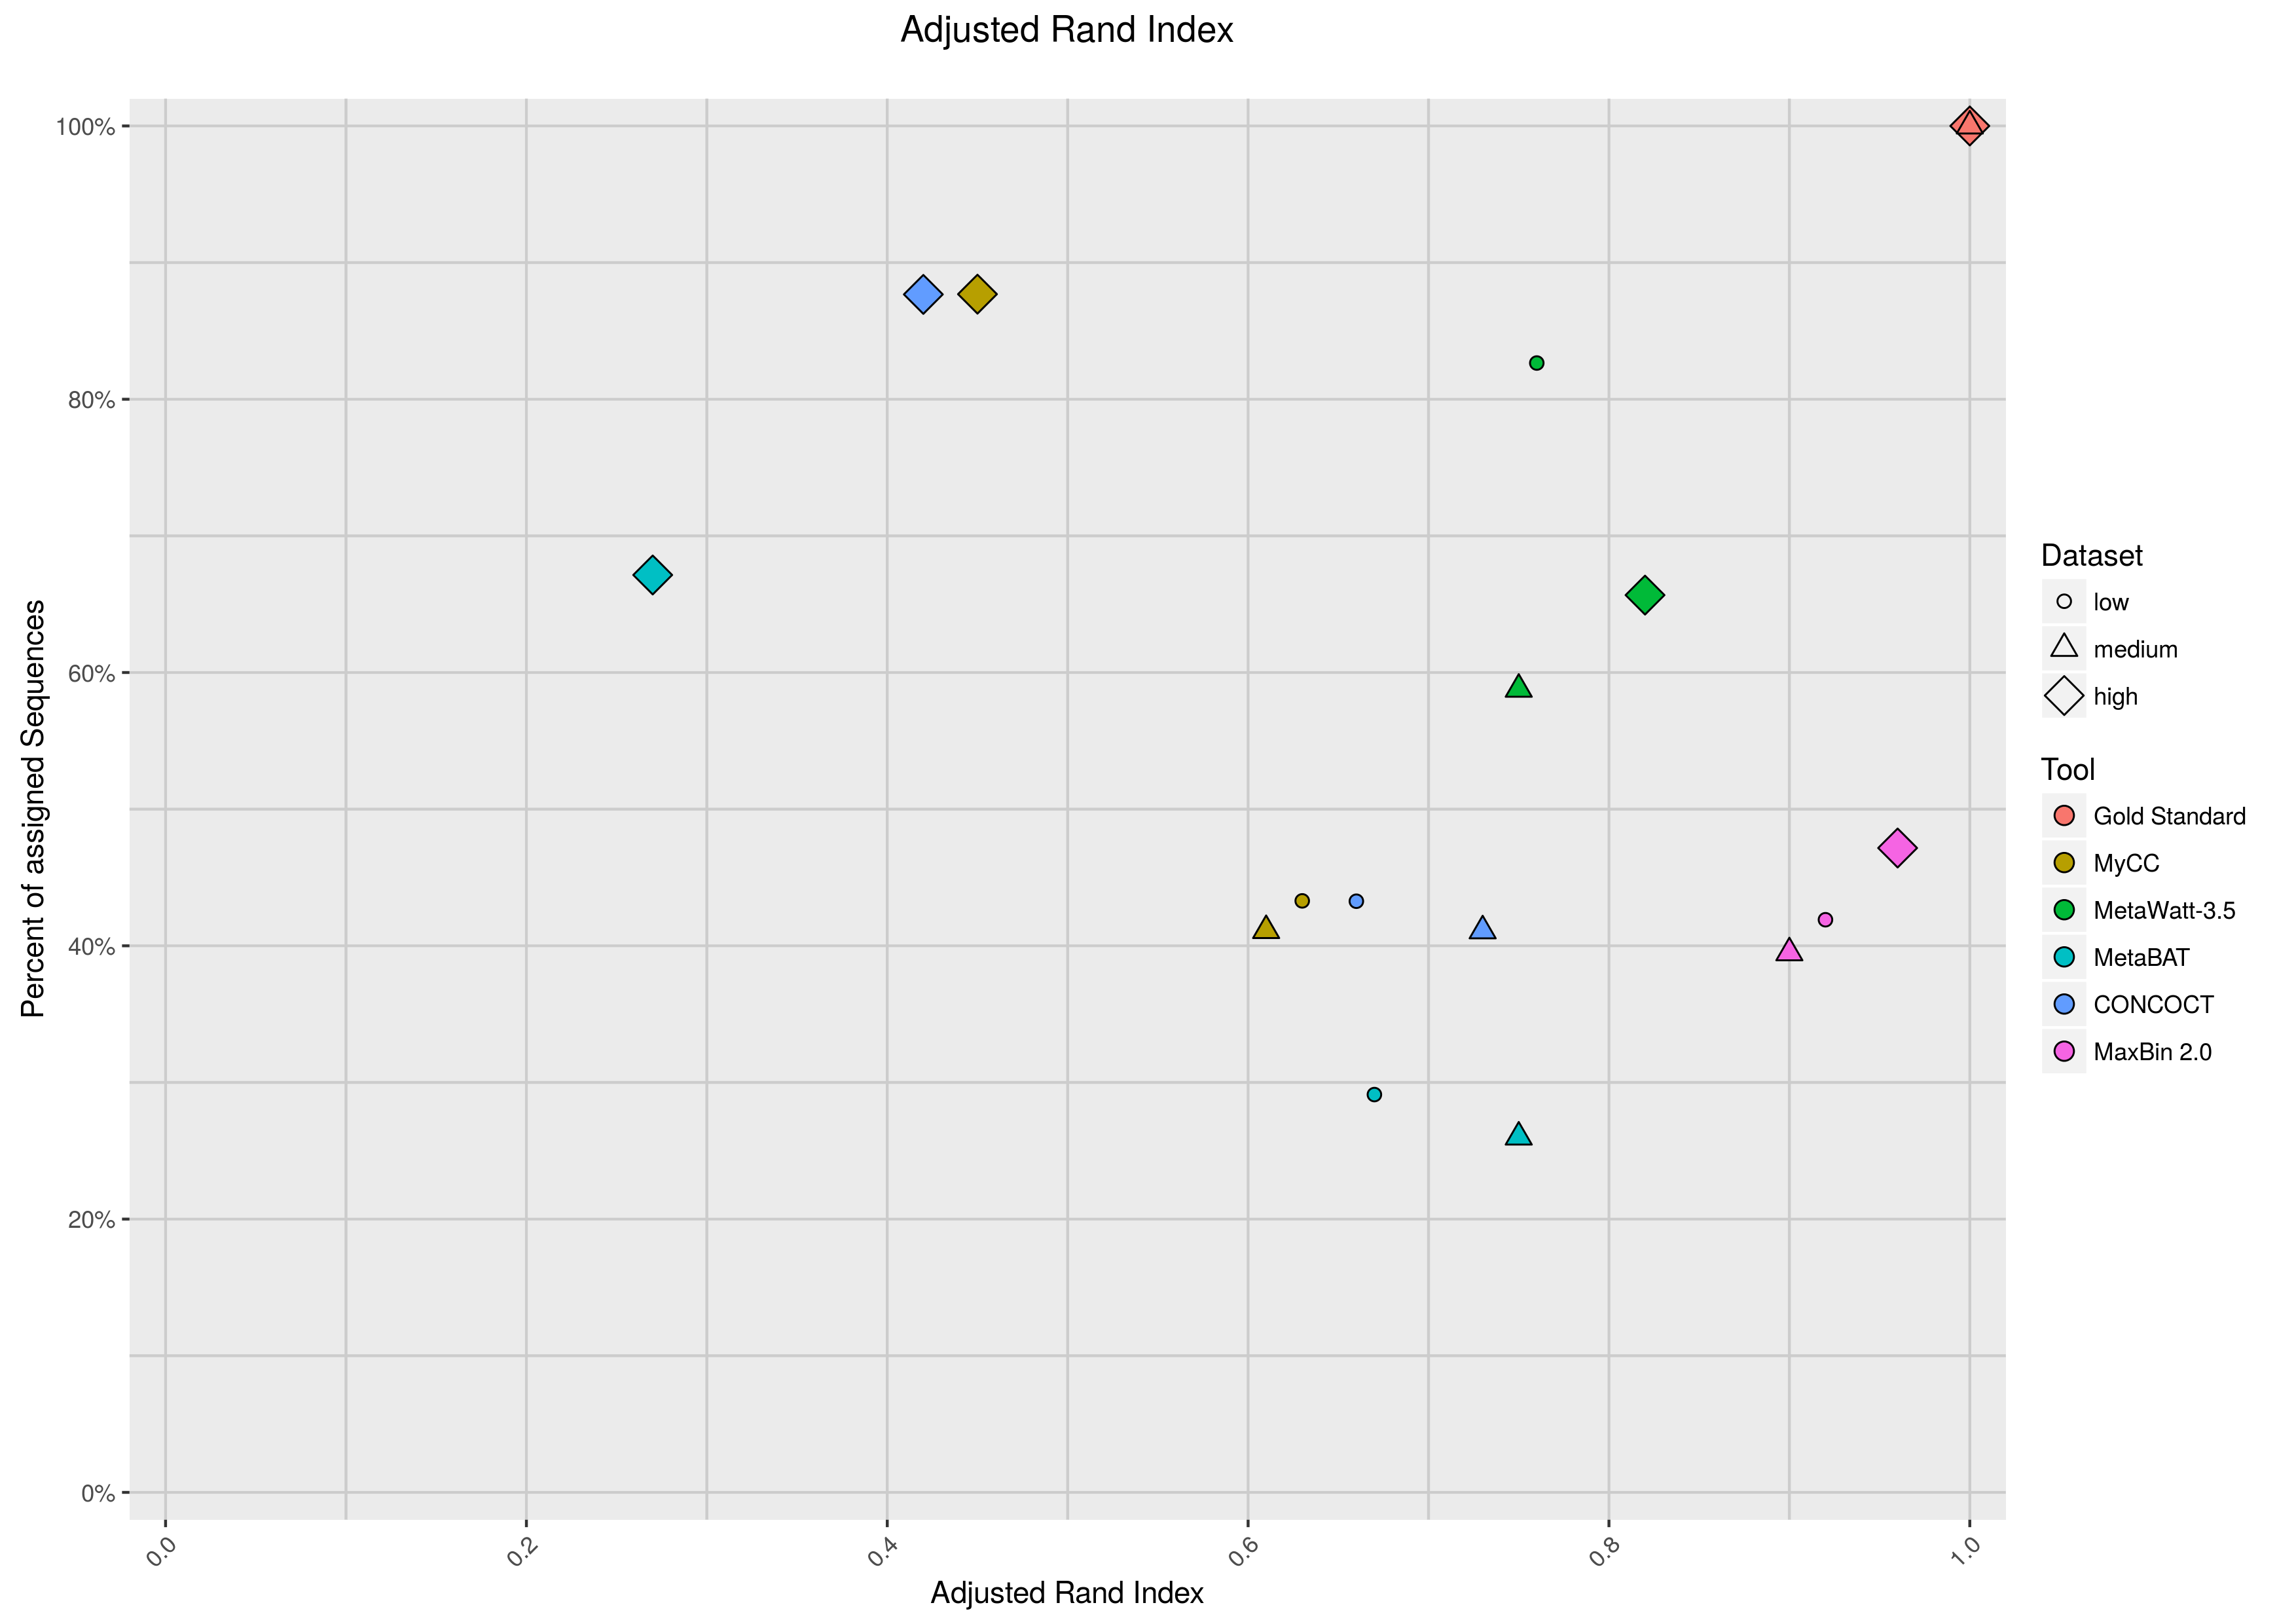 Adjusted Rand Index
100%
80%
60%
40%
20%
0%
Percent of assigned Sequences
0.0
0.2
0.4
0.6
0.8
1.0
Adjusted Rand Index
Dataset
low
medium
high
Tool
Gold Standard
MyCC
MetaWatt-3.5
MetaBAT
CONCOCT
MaxBin 2.0